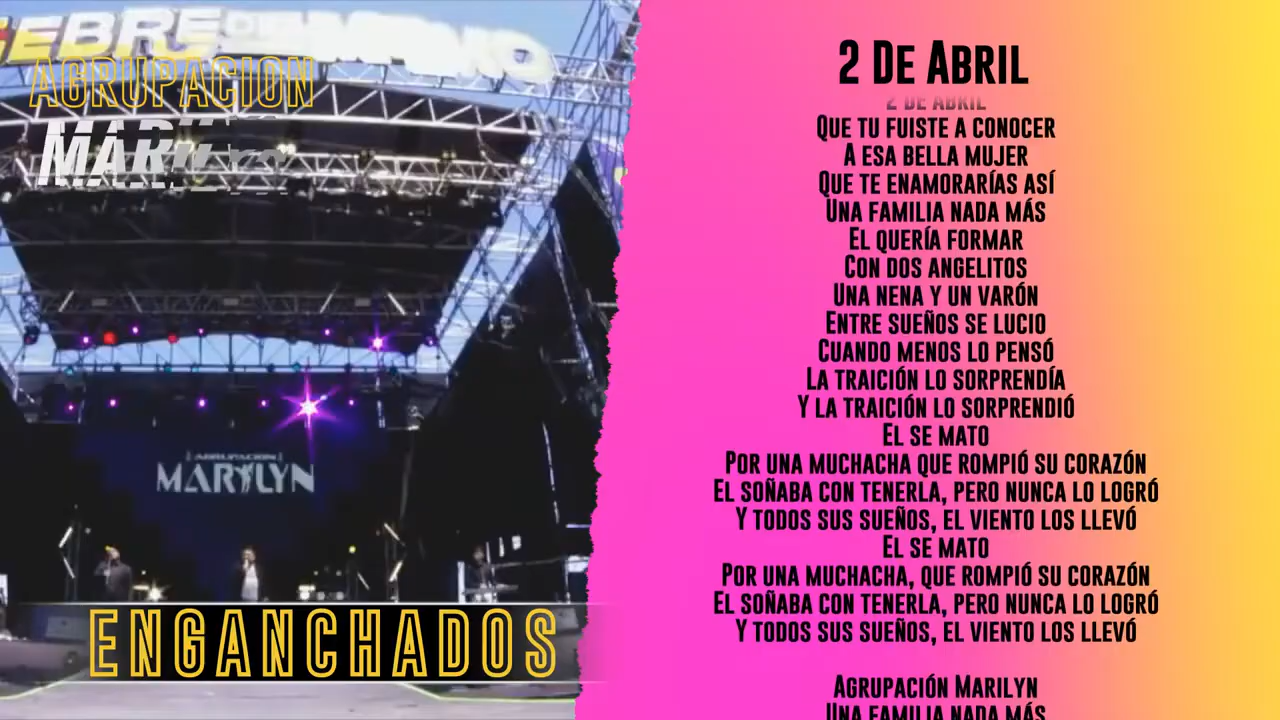 AGRUPACION
MARILYN
AGRUPACION
MARILYN
ENGANCHADOS
2 DE ABRIL
2 DE ABRIL
QUE TU FUISTE A CONOCER
A ESA BELLA MUJER
QUE TE ENAMORARÍAS ASÍ
UNA FAMILIA NADA MÁS
EL QUERÍA FORMAR
CON DOS ANGELITOS
UNA NENA Y UN VARÓN
ENTRE SUEÑOS SE LUCIO
CUANDO MENOS LO PENSÓ
LA TRAICIÓN LO SORPRENDÍA
Y LA TRAICIÓN LO SORPRENDIÓ
EL SE MATO
POR UNA MUCHACHA QUE ROMPIÓ SU CORAZÓN
EL SOÑABA CON TENERLA, PERO NUNCA LO LOGRÓ
Y TODOS SUS SUEÑOS, EL VIENTO LOS LLEVÓ
EL SE MATO
POR UNA MUCHACHA, QUE ROMPIÓ SU CORAZÓN
EL SOÑABA CON TENERLA, PERO NUNCA LO LOGRÓ
Y TODOS SUS SUEÑOS, EL VIENTO LOS LLEVÓ
AGRUPACIÓN MARILYN
UNA FAMILIA NADA MÁS